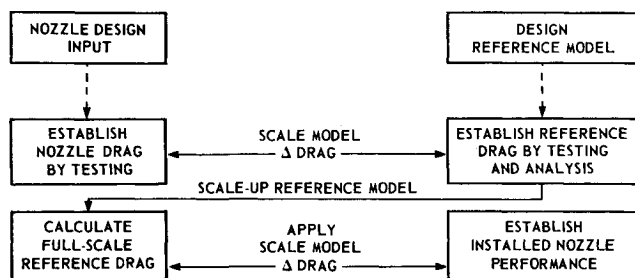 NOZZLE DESIGN
INPUT
DESIGN
REFERENCE MODEL
ESTABLISH
NOZZLE DRAG
BY TESTING
SCALE MODEL
Δ DRAG
ESTABLISH REFERENCE
DRAG BY TESTING
AND ANALYSIS
SCALE-UP REFERENCE MODEL
CALCULATE
FULL-SCALE
REFERENCE DRAG
APPLY
SCALE MODEL
Δ DRAG
ESTABLISH
INSTALLED NOZZLE
PERFORMANCE